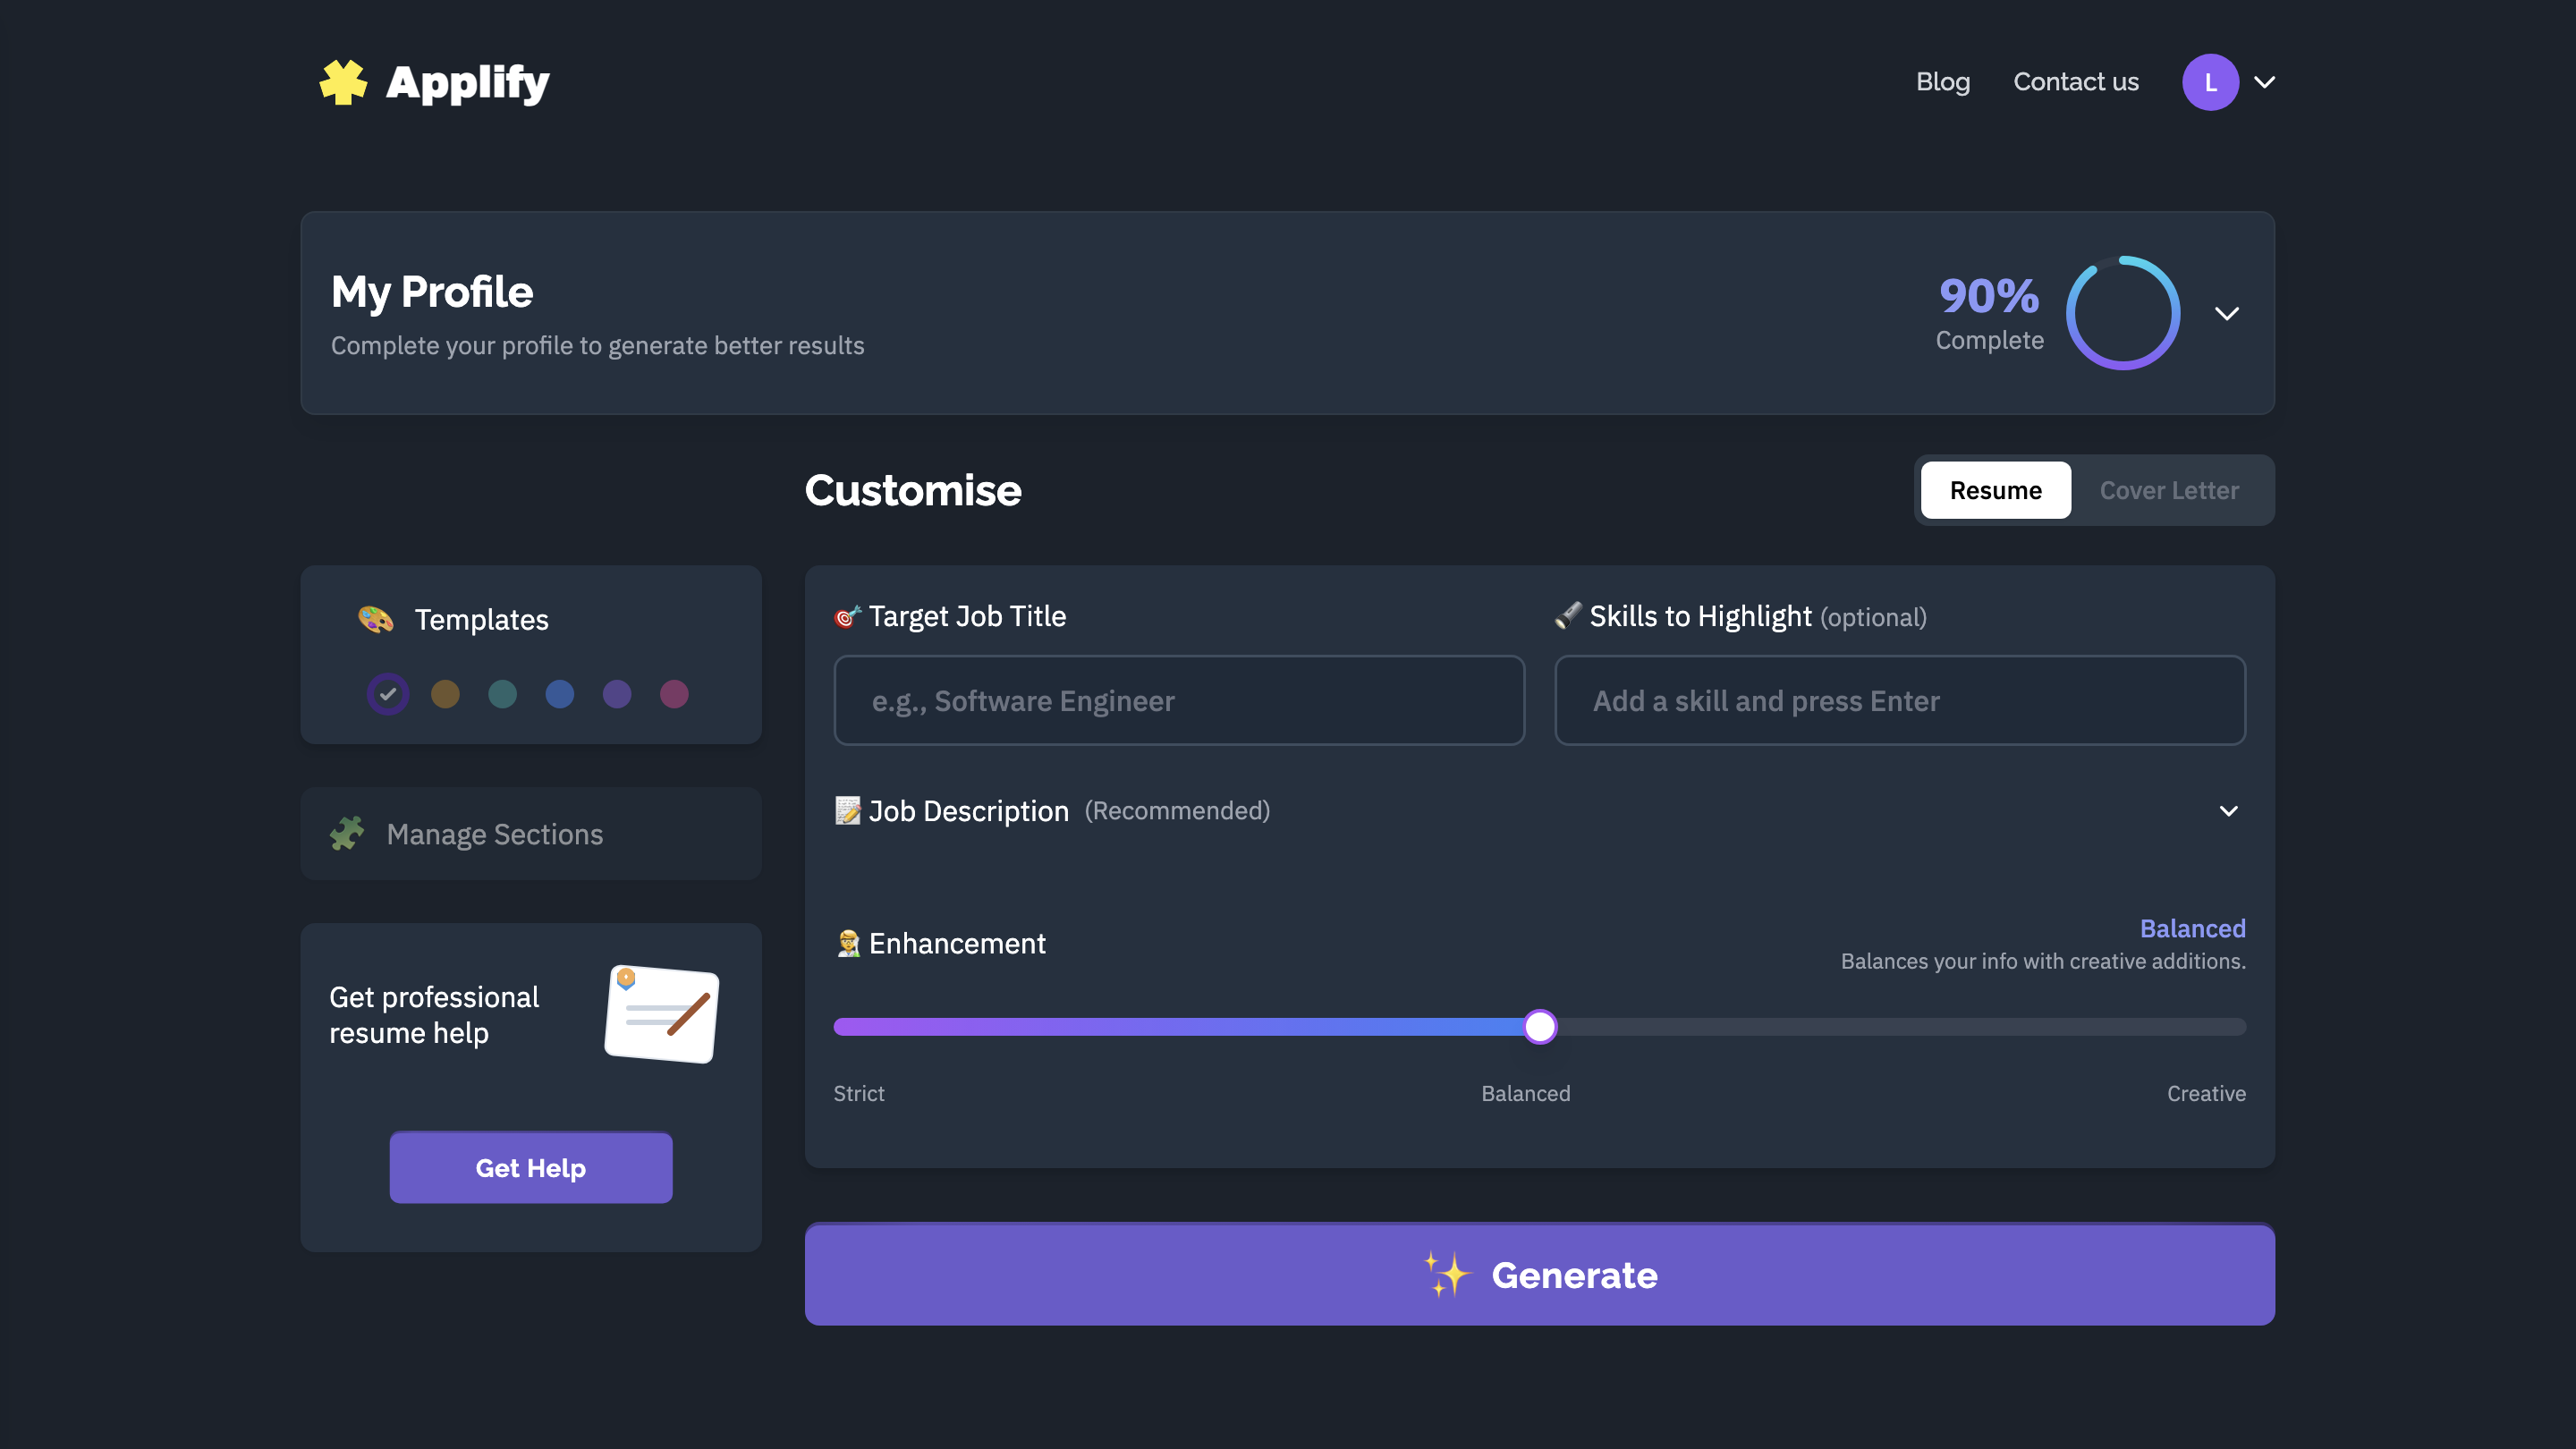 Applify
Blog
Contact us
L
My Profile
Complete your profile to generate better results
90%
Complete
Customise
Resume
Cover Letter
Templates
Manage Sections
Get professional
resume help
Get Help
Target Job Title
e.g., Software Engineer
Skills to Highlight (optional)
Add a skill and press Enter
Job Description (Recommended)
Enhancement
Balanced
Balances your info with creative additions.
Strict
Balanced
Creative
Generate